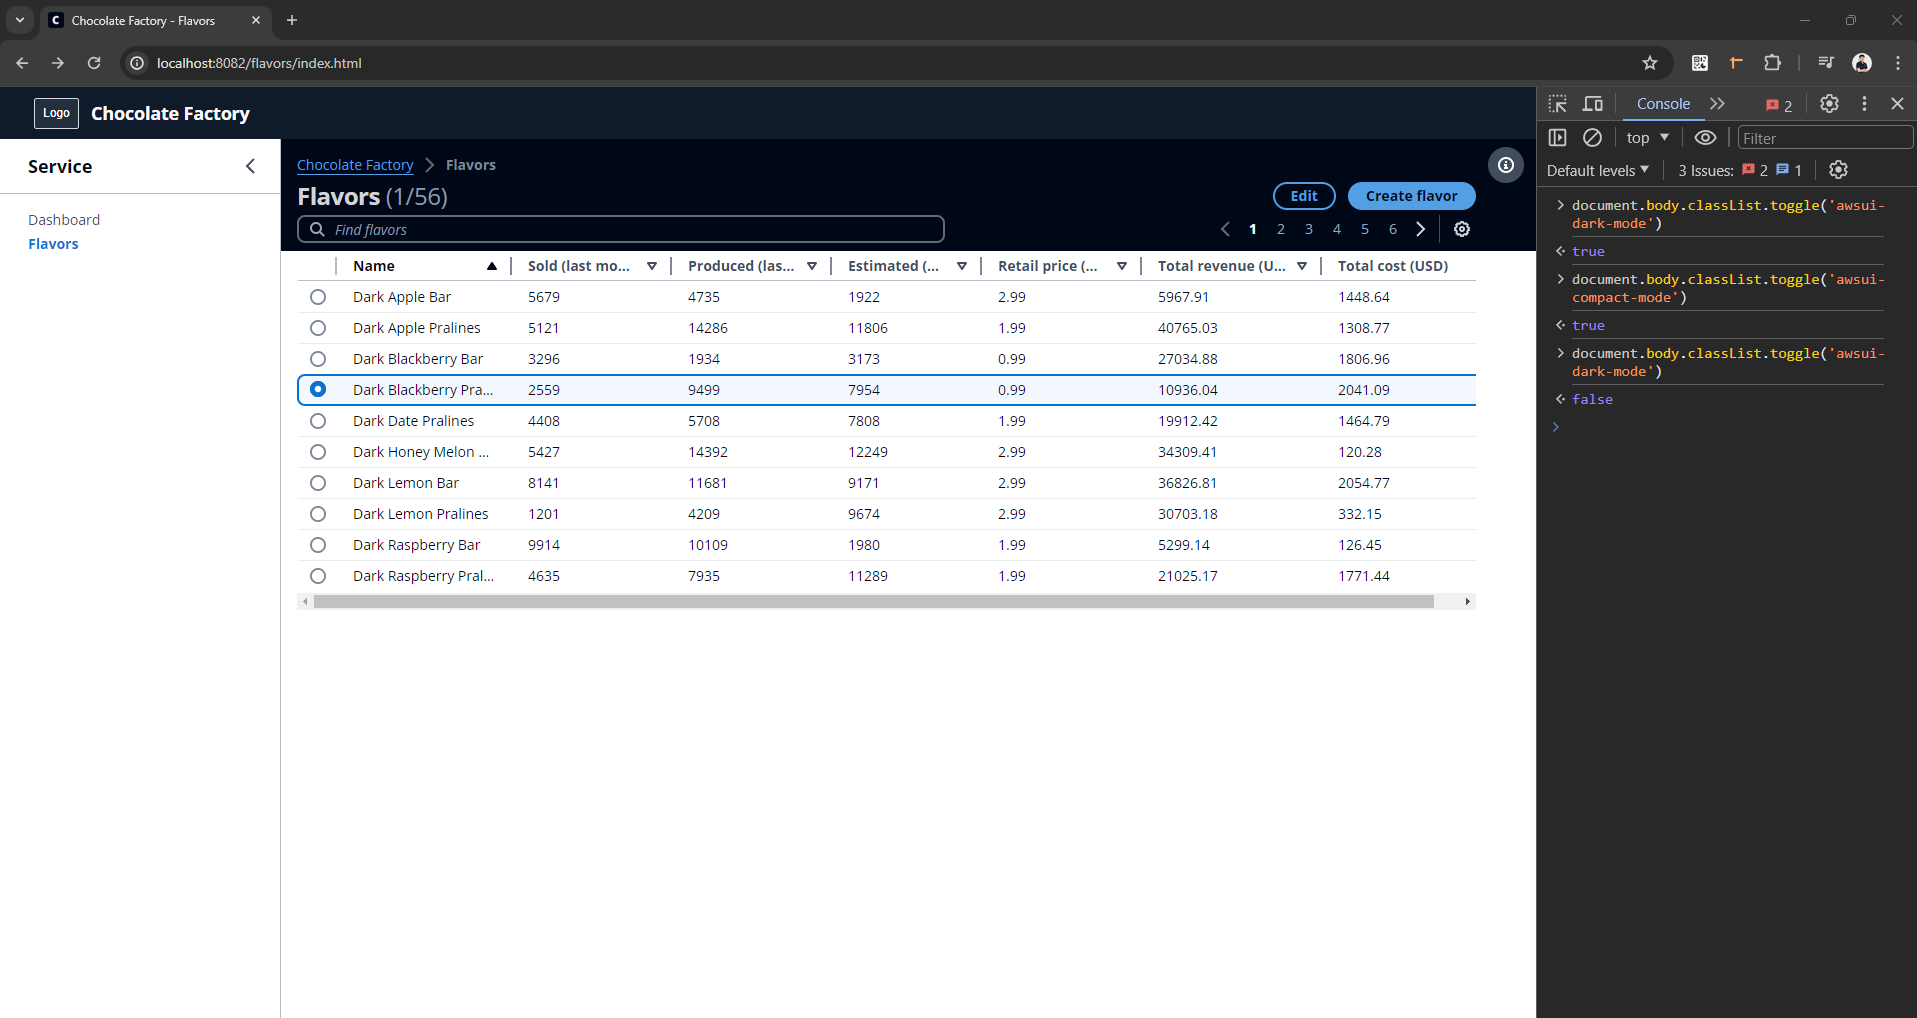 Chocolate Factory - Flavors
localhost:8082/flavors/index.html
Logo
Chocolate Factory
Service
Dashboard
Flavors
Chocolate Factory
Flavors
Flavors (1/56)
Edit
Create flavor
Find flavors
1 2 3 4 5 6
Name Sold (last mo... Produced (las... Estimated (... Retail price (... Total revenue (U... Total cost (USD)
Dark Apple Bar 5679 4735 1922 2.99 5967.91 1448.64
Dark Apple Pralines 5121 14286 11806 1.99 40765.03 1308.77
Dark Blackberry Bar 3296 1934 3173 0.99 27034.88 1806.96
Dark Blackberry Pra... 2559 9499 7954 0.99 10936.04 2041.09
Dark Date Pralines 4408 5708 7808 1.99 19912.42 1464.79
Dark Honey Melon ... 5427 14392 12249 2.99 34309.41 120.28
Dark Lemon Bar 8141 11681 9171 2.99 36826.81 2054.77
Dark Lemon Pralines 1201 4209 9674 2.99 30703.18 332.15
Dark Raspberry Bar 9914 10109 1980 1.99 5299.14 126.45
Dark Raspberry Pral... 4635 7935 11289 1.99 21025.17 1771.44
Console
2
top
Filter
Default levels
3 Issues: 2 1
document.body.classList.toggle('awsui-
dark-mode')
true
document.body.classList.toggle('awsui-
compact-mode')
true
document.body.classList.toggle('awsui-
dark-mode')
false